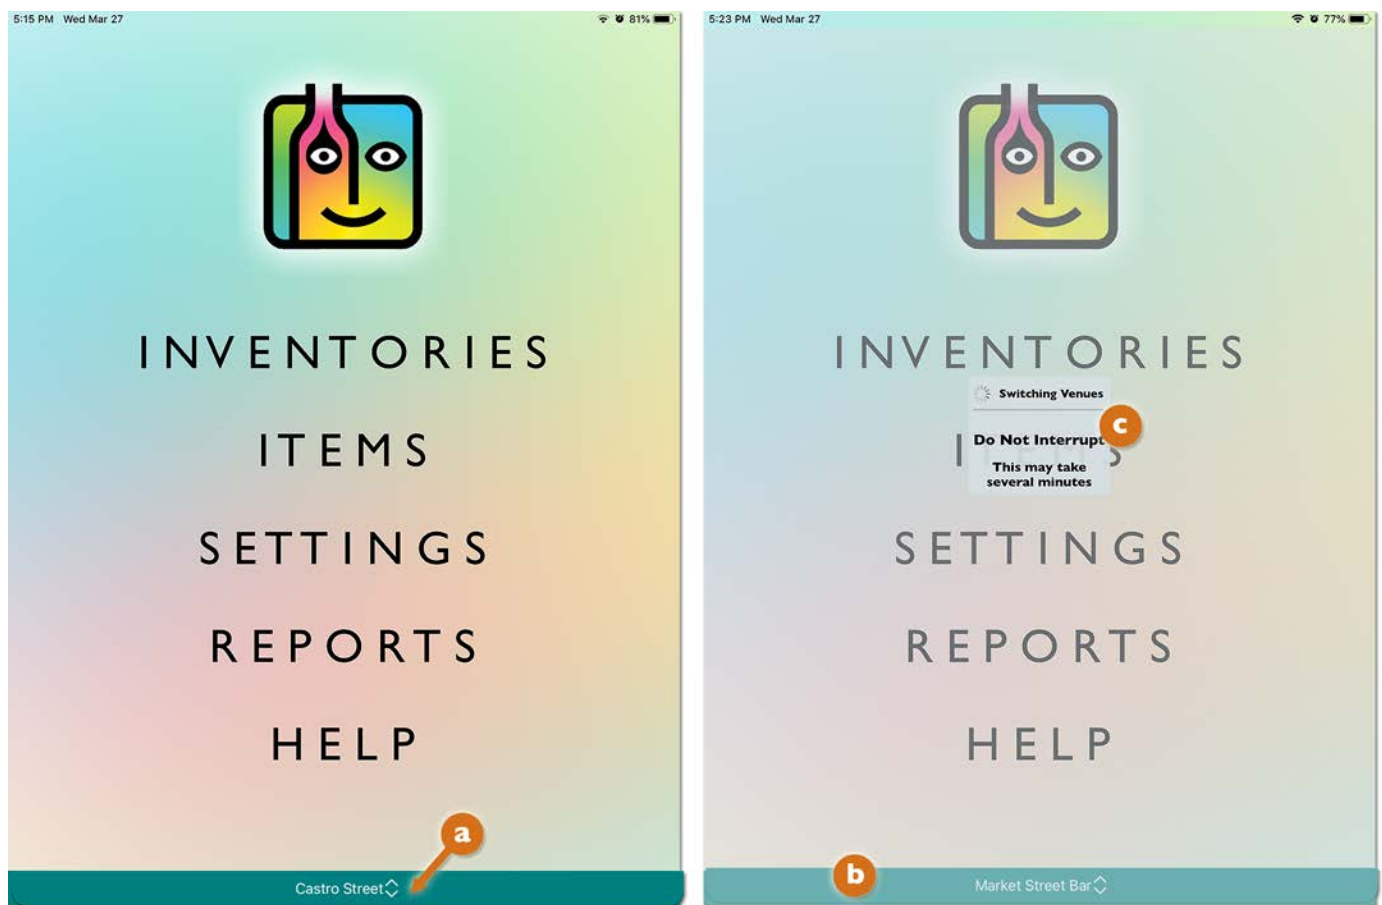 5:15 PM Wed Mar 27
81%
INVENTORIES
ITEMS
SETTINGS
REPORTS
HELP
a
Castro Street
5:23 PM Wed Mar 27
77%
INVENTORIES
Switching Venues
c
Do Not Interrupt
ITEMS
This may take
several minutes
SETTINGS
REPORTS
HELP
b
Market Street Bar